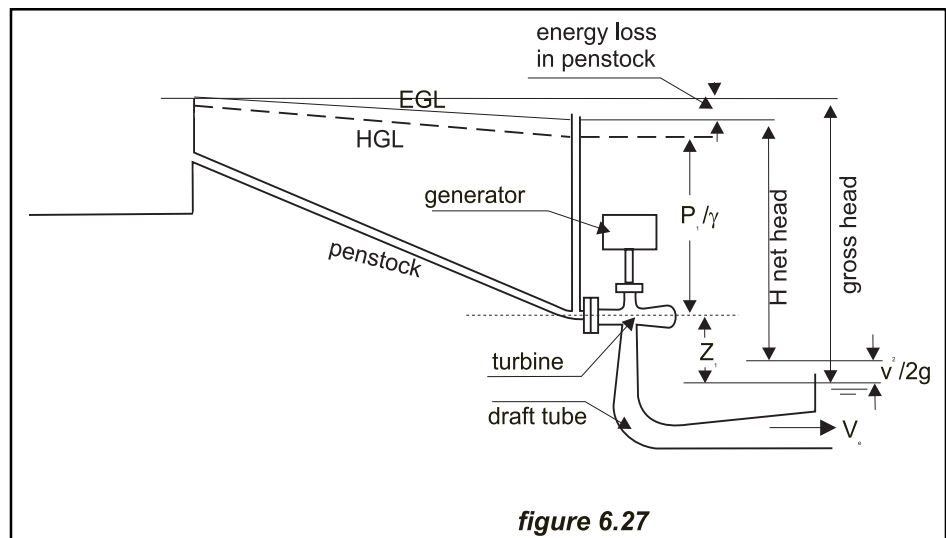 energy loss
in penstock
EGL
HGL
generator
P₁/γ
H net head
gross head
penstock
Z₁
turbine
v²/2g
draft tube
Vₑ
figure 6.27